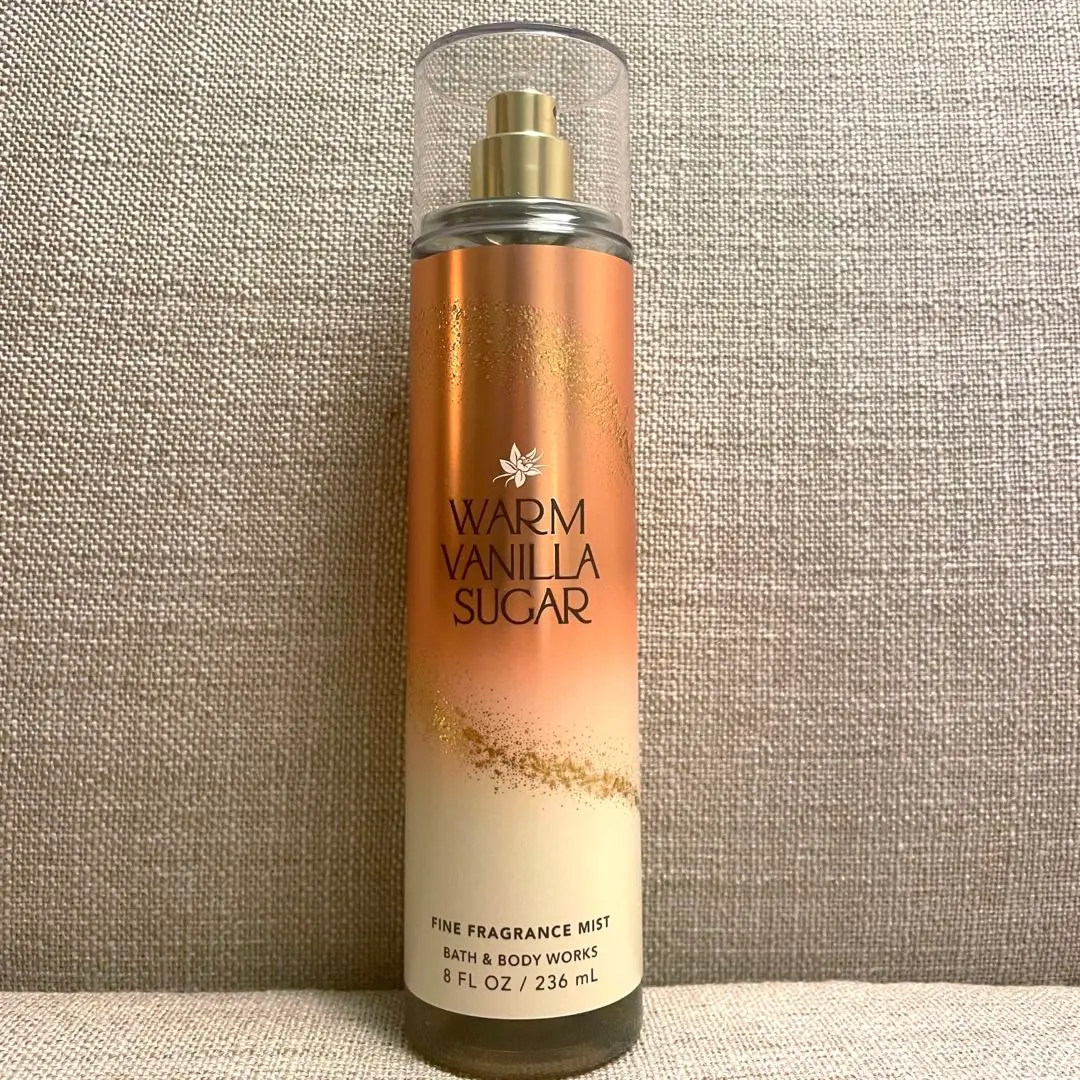 WARM
VANILLA
SUGAR
FINE FRAGRANCE MIST
BATH & BODY WORKS
8 FL OZ / 236 mL